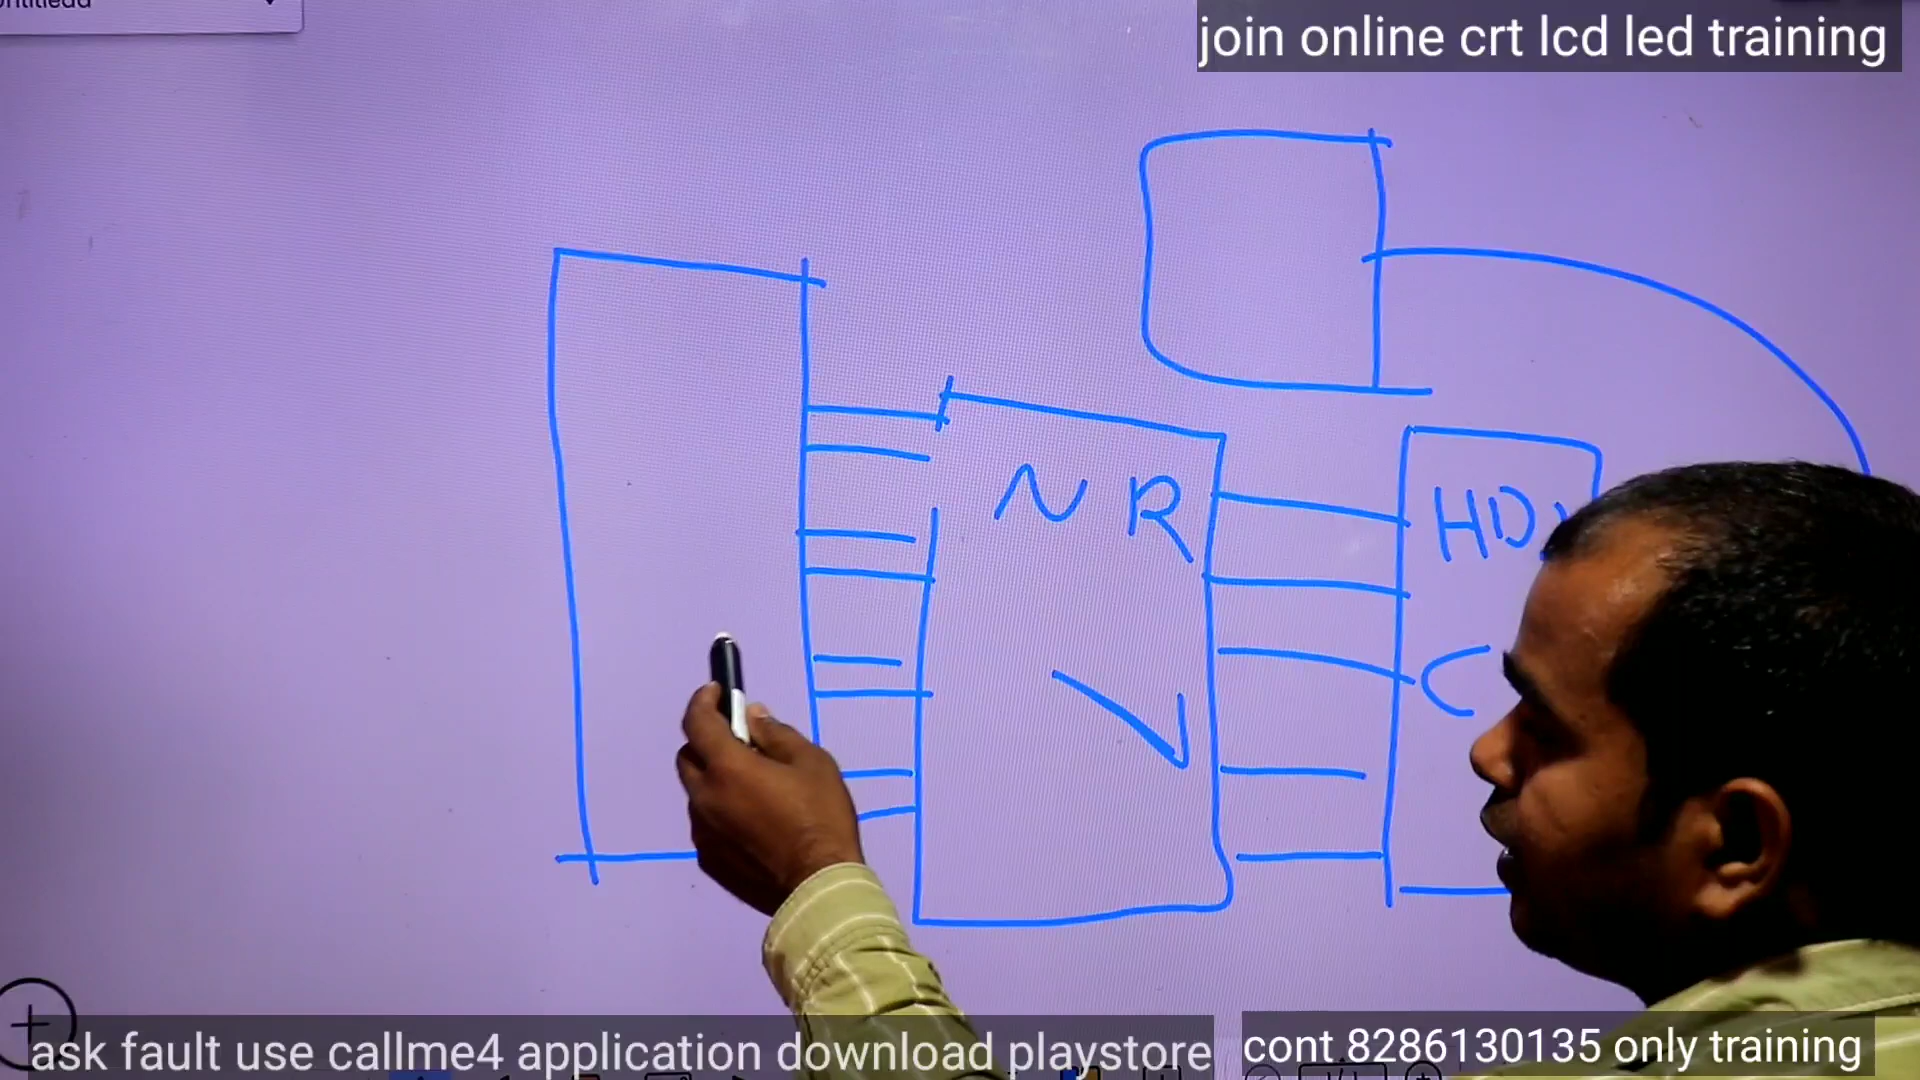 join online crt lcd led training
N R
HD
C
ask fault use callme4 application download playstore
cont 8286130135 only training